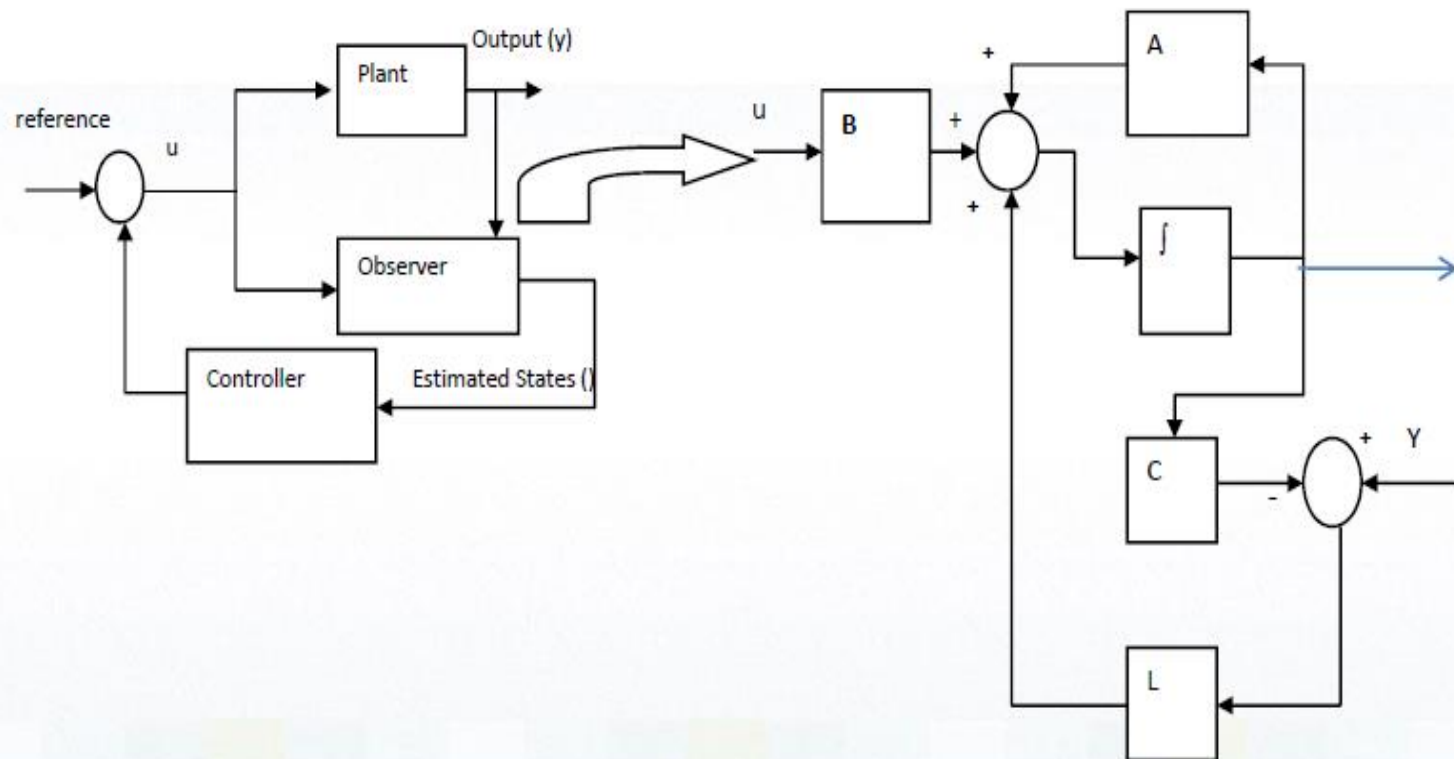 Output (y)
Plant
reference
u
Observer
Controller
Estimated States ()
u
B
+
+
+
A
∫
C
-
+
Y
L